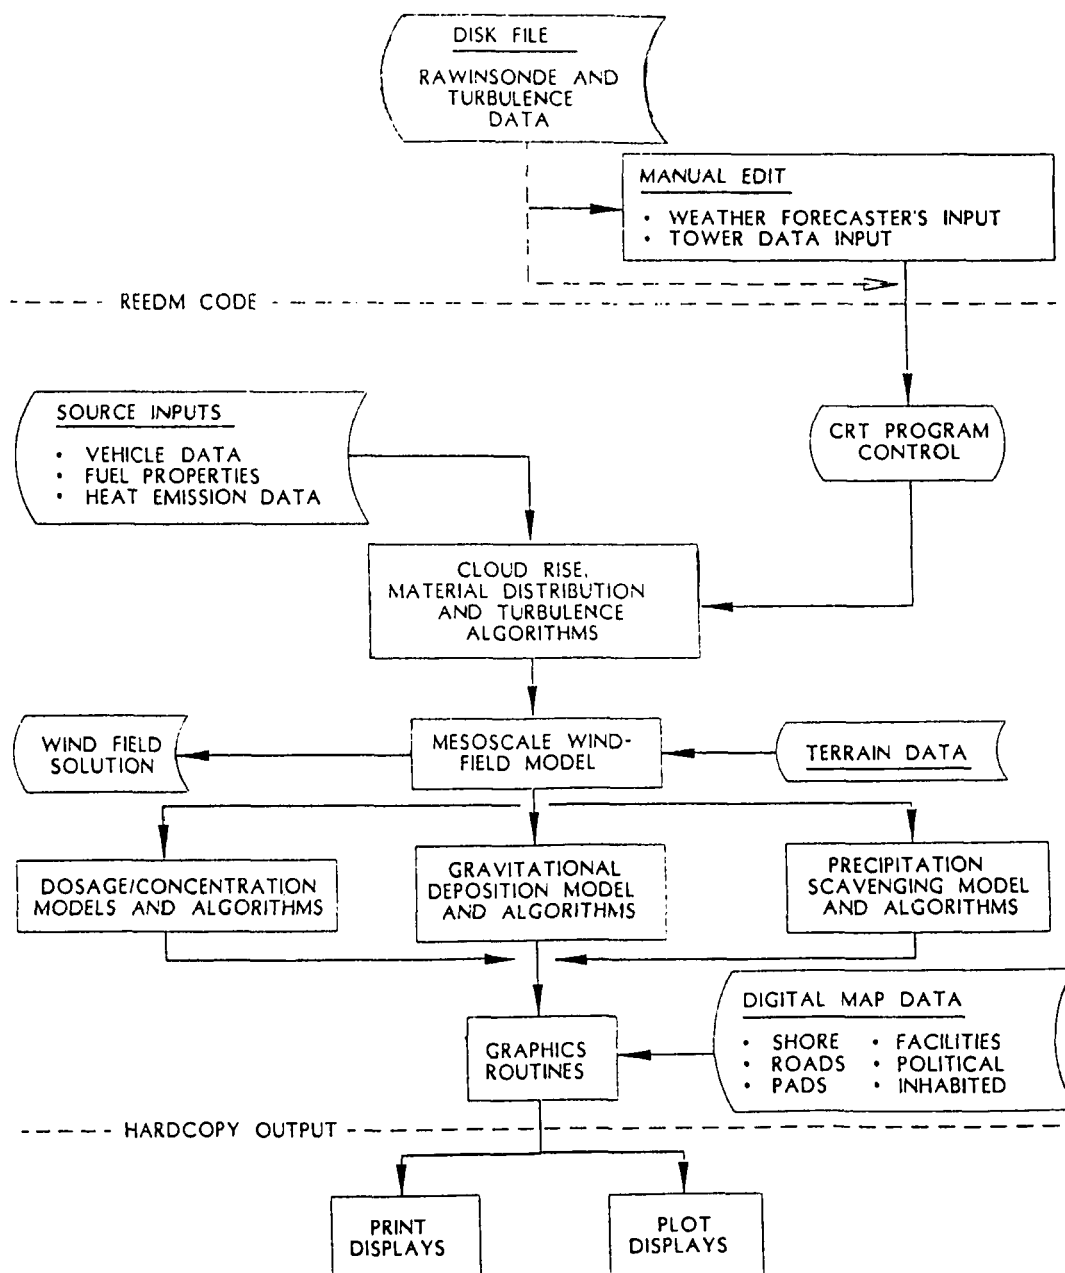 DISK FILE
RAWINSONDE AND
TURBULENCE
DATA
MANUAL EDIT
• WEATHER FORECASTER'S INPUT
• TOWER DATA INPUT
REEDM CODE
SOURCE INPUTS
• VEHICLE DATA
• FUEL PROPERTIES
• HEAT EMISSION DATA
CRT PROGRAM
CONTROL
CLOUD RISE,
MATERIAL DISTRIBUTION
AND TURBULENCE
ALGORITHMS
WIND FIELD
SOLUTION
MESOSCALE WIND-
FIELD MODEL
TERRAIN DATA
DOSAGE/CONCENTRATION
MODELS AND ALGORITHMS
GRAVITATIONAL
DEPOSITION MODEL
AND ALGORITHMS
PRECIPITATION
SCAVENGING MODEL
AND ALGORITHMS
DIGITAL MAP DATA
• SHORE • FACILITIES
• ROADS • POLITICAL
• PADS • INHABITED
GRAPHICS
ROUTINES
HARDCOPY OUTPUT
PRINT
DISPLAYS
PLOT
DISPLAYS